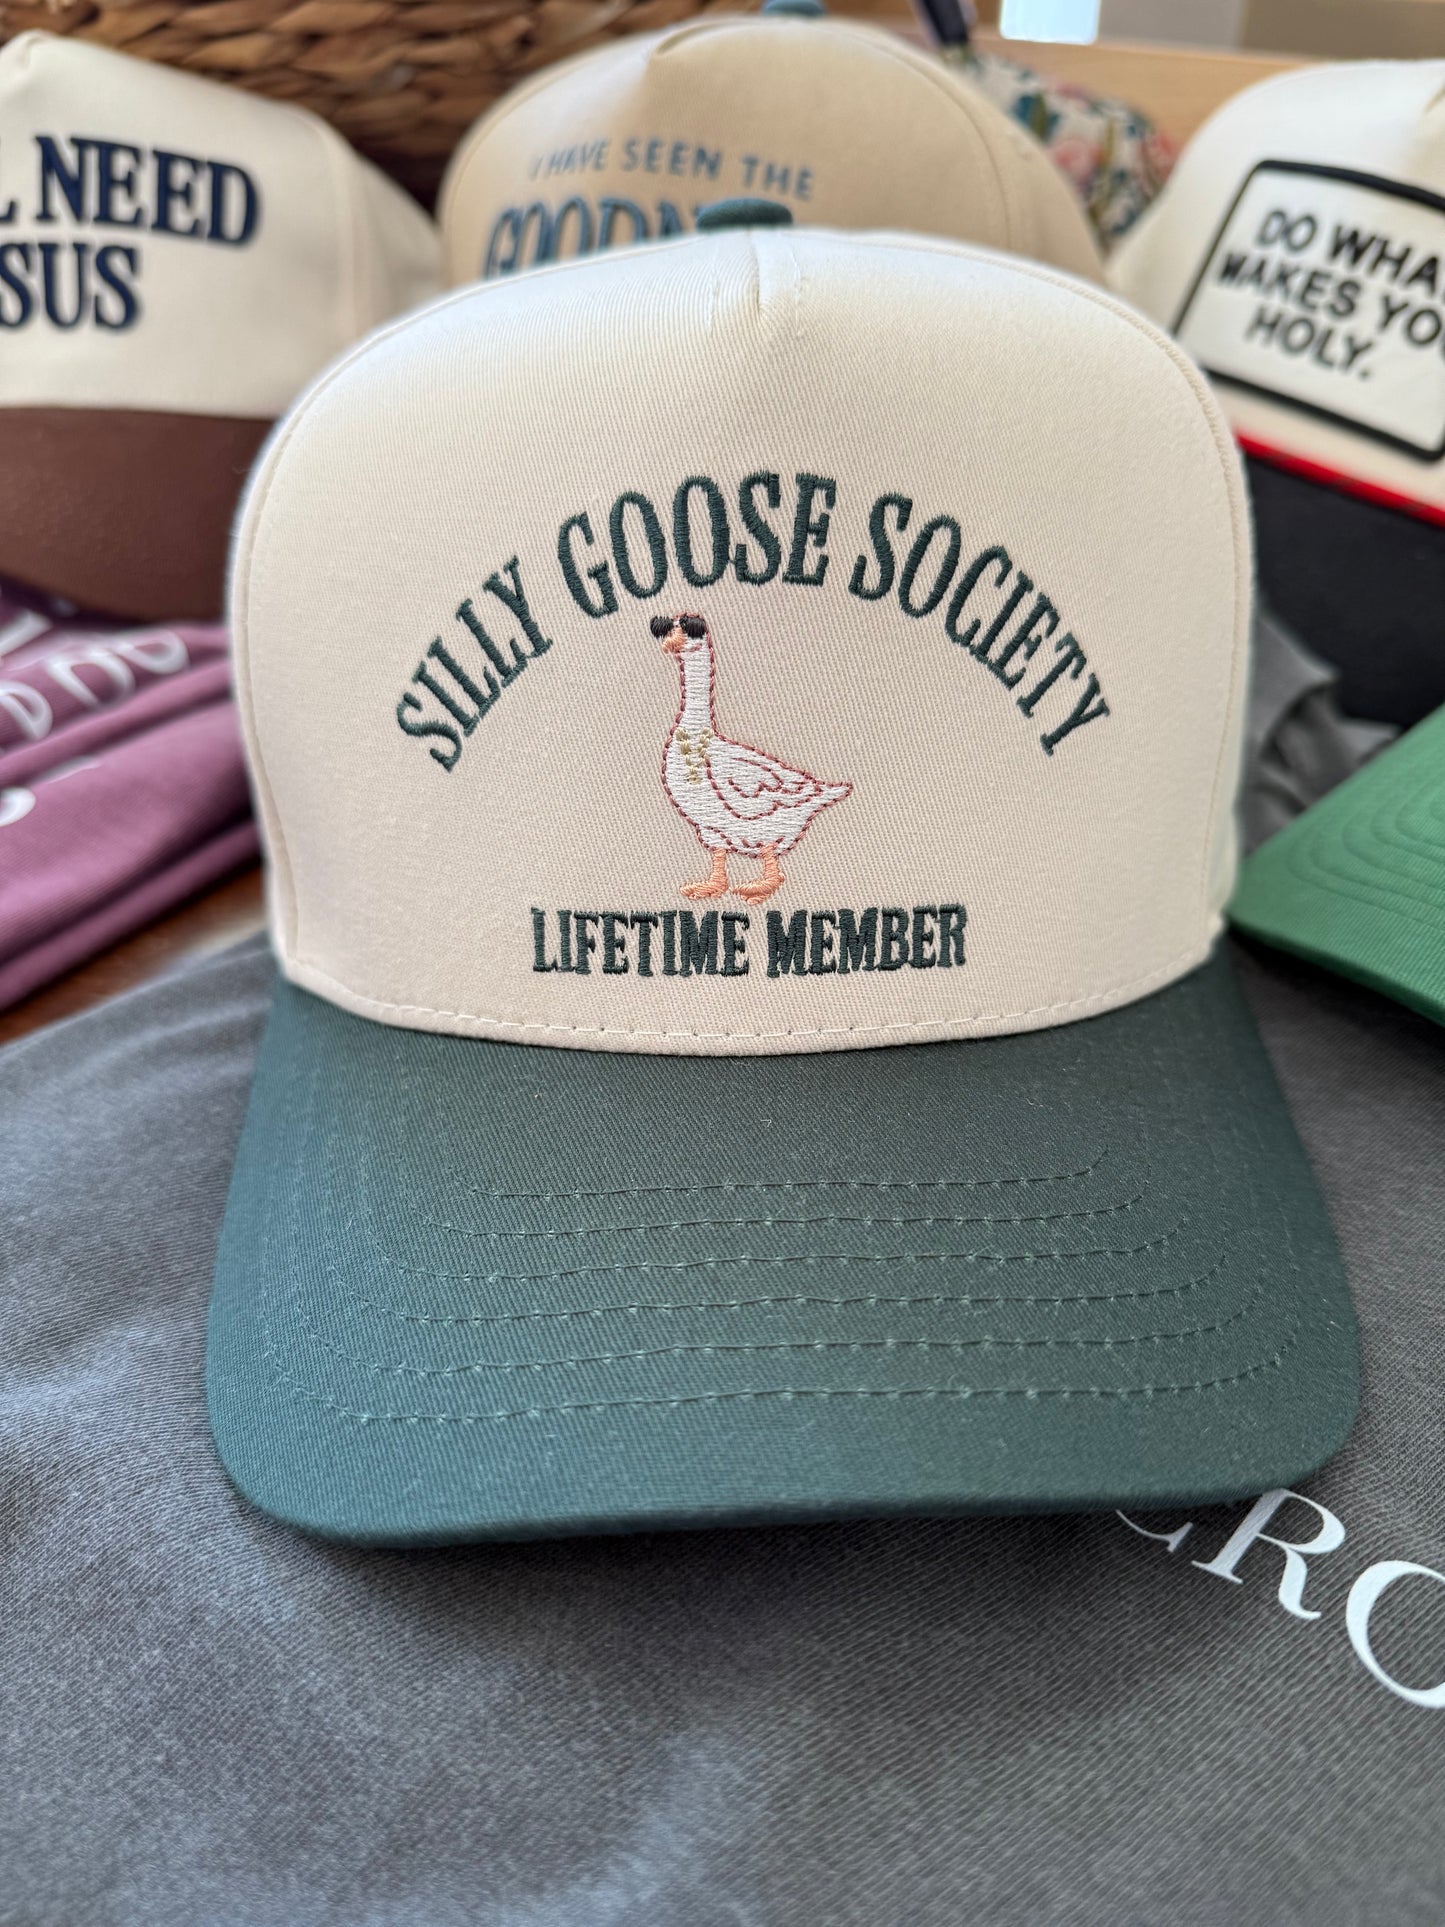 NEED
SUS
I HAVE SEEN THE
DO WHA
MAKES YO
HOLY.
SILLY GOOSE SOCIETY
LIFETIME MEMBER